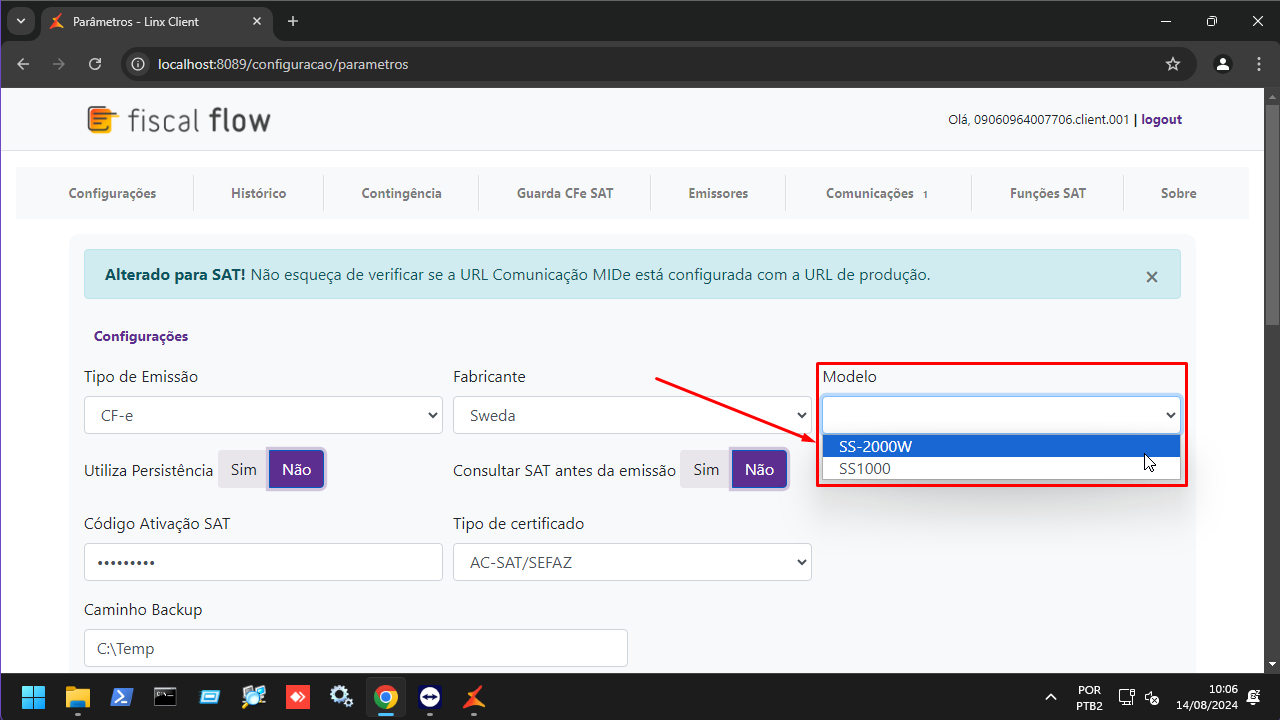 Parâmetros - Linx Client
localhost:8089/configuracao/parametros
fiscal flow
Olá, 09060964007706.client.001 | logout
Configurações Histórico Contingência Guarda CFe SAT Emissores Comunicações 1 Funções SAT Sobre
Alterado para SAT! Não esqueça de verificar se a URL Comunicação MIDe está configurada com a URL de produção.
Configurações
Tipo de Emissão Fabricante Modelo
CF-e Sweda
SS-2000W
SS1000
Utiliza Persistência Sim Não Consultar SAT antes da emissão Sim Não
Código Ativação SAT Tipo de certificado
••••••••• AC-SAT/SEFAZ
Caminho Backup
C:\Temp
POR
PTB2
10:06
14/08/2024